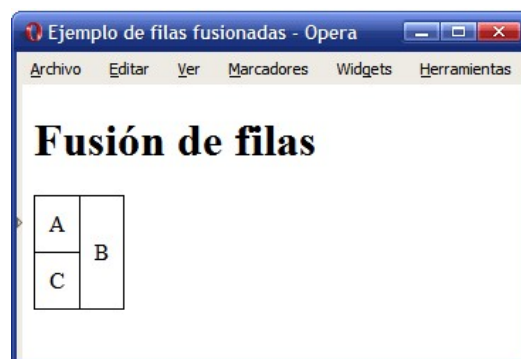 Ejemplo de filas fusionadas - Opera
Archivo Editar Ver Marcadores Widgets Herramientas
Fusión de filas
A
B
C